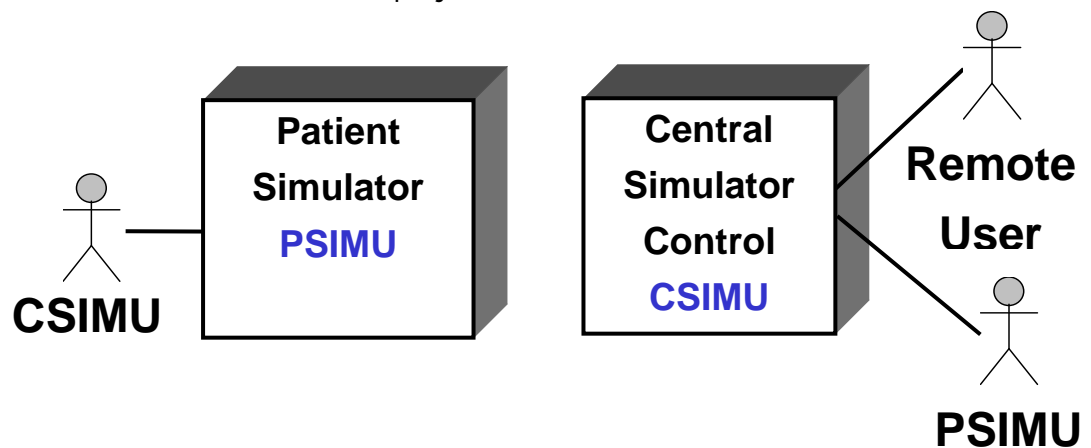 Patient
Simulator
PSIMU
CSIMU
Central
Simulator
Control
CSIMU
Remote
User
PSIMU